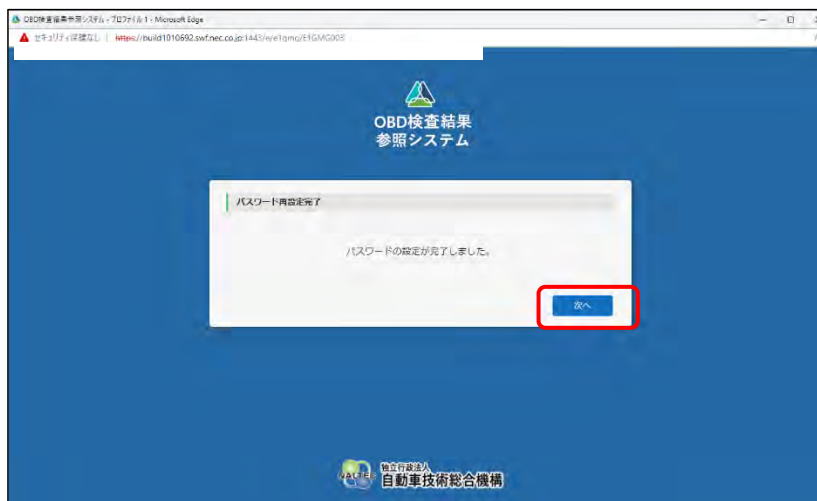 OBD検査結果参照システム - プロファイル 1 - Microsoft Edge
セキュリティ保護なし | https://build1010692.swf.nec.co.jp:1443/
OBD検査結果
参照システム
パスワード再設定完了
パスワードの設定が完了しました。
次へ
NALTEC
独立行政法人
自動車技術総合機構